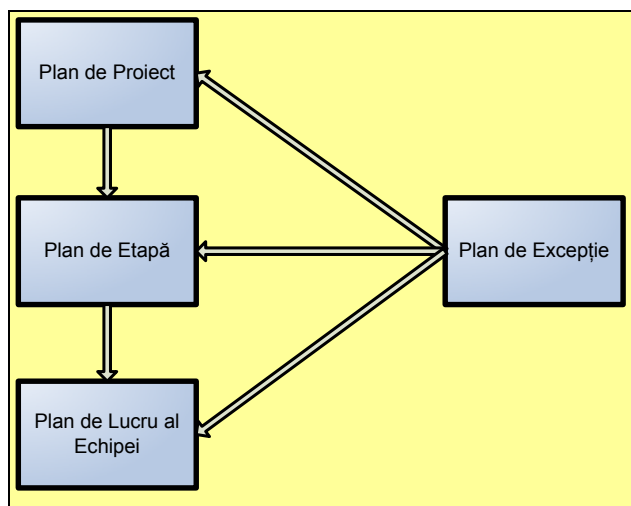 Plan de Proiect
Plan de Etapă
Plan de Excepție
Plan de Lucru al
Echipei